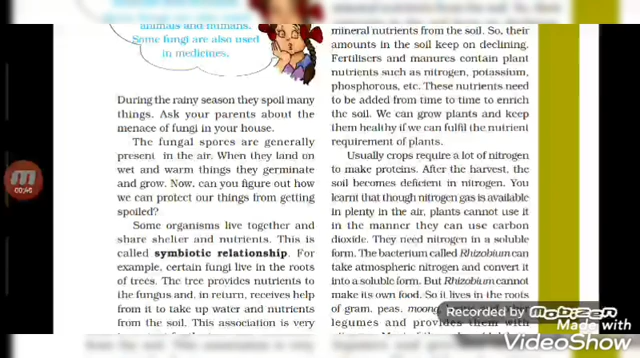 animals and humans.
Some fungi are also used
in medicines.
During the rainy season they spoil many
things. Ask your parents about the
menace of fungi in your house.
The fungal spores are generally
present in the air. When they land on
wet and warm things they germinate
and grow. Now, can you figure out how
we can protect our things from getting
spoiled?
Some organisms live together and
share shelter and nutrients. This is
called symbiotic relationship. For
example, certain fungi live in the roots
of trees. The tree provides nutrients to
the fungus and, in return, receives help
from it to take up water and nutrients
from the soil. This association is very
mineral nutrients from the soil. So, their
amounts in the soil keep on declining.
Fertilisers and manures contain plant
nutrients such as nitrogen, potassium,
phosphorous, etc. These nutrients need
to be added from time to time to enrich
the soil. We can grow plants and keep
them healthy if we can fulfil the nutrient
requirement of plants.
Usually crops require a lot of nitrogen
to make proteins. After the harvest, the
soil becomes deficient in nitrogen. You
learnt that though nitrogen gas is available
in plenty in the air, plants cannot use it
in the manner they can use carbon
dioxide. They need nitrogen in a soluble
form. The bacterium called Rhizobium can
take atmospheric nitrogen and convert it
into a soluble form. But Rhizobium cannot
make its own food. So it lives in the roots
of gram, peas, moong,
legumes and provides them with
00:46
Recorded by Mobizen
Made with
VideoShow